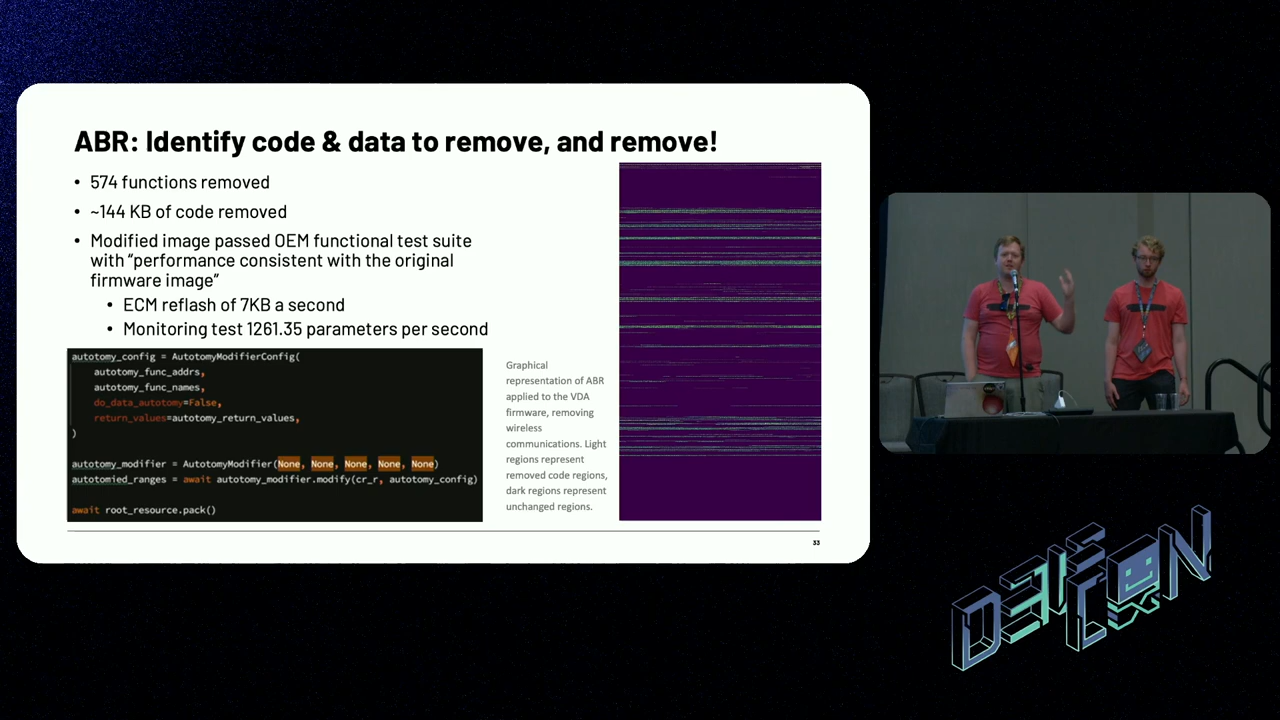 ABR: Identify code & data to remove, and remove!
• 574 functions removed
• ~144 KB of code removed
• Modified image passed OEM functional test suite
with “performance consistent with the original
firmware image”
• ECM reflash of 7KB a second
• Monitoring test 1261.35 parameters per second
autotomy_config = AutotomyModifierConfig(
autotomy_func_addrs,
autotomy_func_names,
do_data_autotomy=False,
return_values=autotomy_return_values,
)
autotomy_modifier = AutotomyModifier(None, None, None, None, None)
autotomied_ranges = await autotomy_modifier.modify(cr_r, autotomy_config)
await root_resource.pack()
Graphical
representation of ABR
applied to the VDA
firmware, removing
wireless
communications. Light
regions represent
removed code regions,
dark regions represent
unchanged regions.
33
DEF
CON